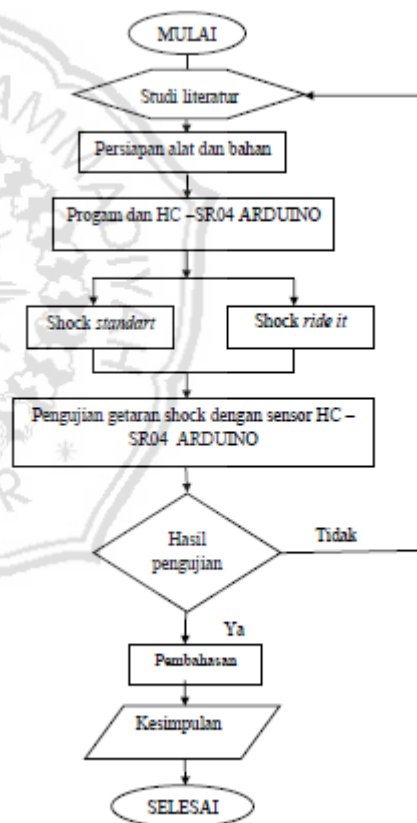 MULAI
Studi literatur
Persiapan alat dan bahan
Progam dan HC –SR04 ARDUINO
Shock standart
Shock ride it
Pengujian getaran shock dengan sensor HC –
SR04 ARDUINO
Hasil
pengujian
Tidak
Ya
Pembahasan
Kesimpulan
SELESAI